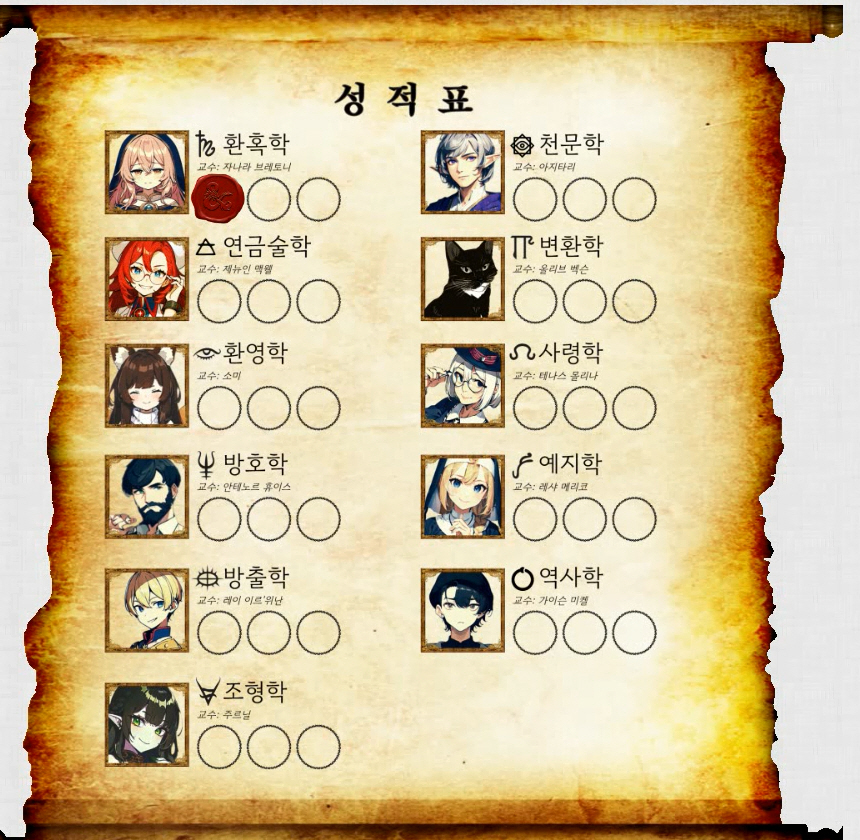 성적표
환혹학
교수: 자나라 브레토니
연금술학
교수: 제뉴인 맥웰
환영학
교수: 소미
방호학
교수: 안테노르 휴이스
방출학
교수: 레이 이르'위난
조형학
교수: 주르닐
천문학
교수: 아지타리
변환학
교수: 올리브 벡슨
사령학
교수: 테나스 몰리나
예지학
교수: 레샤 메리코
역사학
교수: 가이슨 미켈